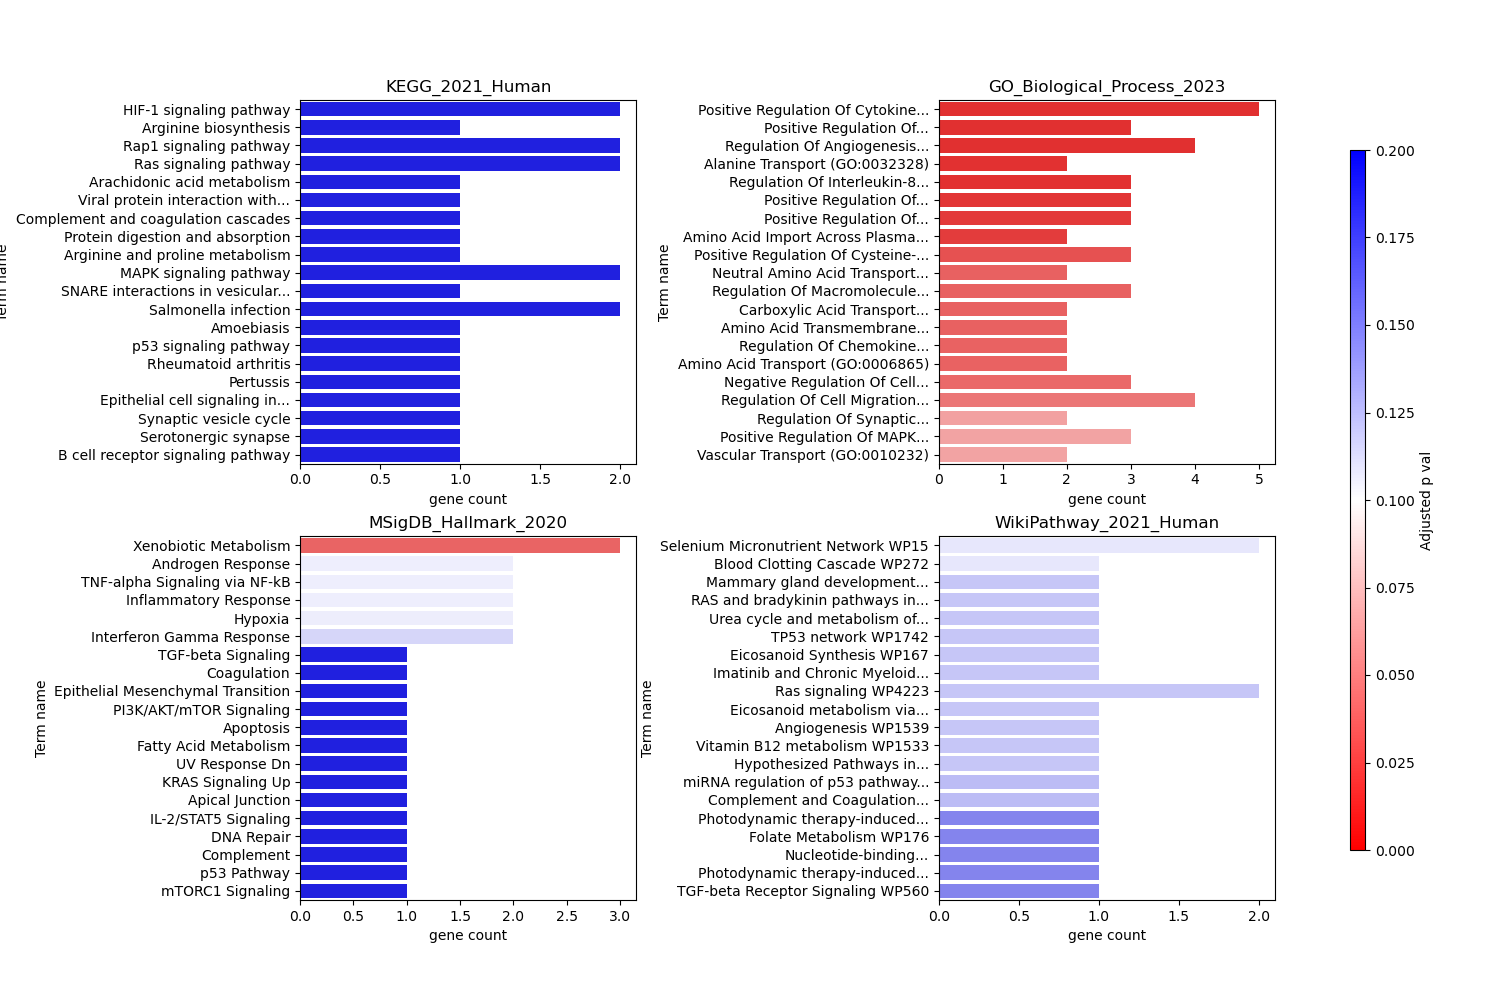 KEGG_2021_Human
HIF-1 signaling pathway
Arginine biosynthesis
Rap1 signaling pathway
Ras signaling pathway
Arachidonic acid metabolism
Viral protein interaction with...
Complement and coagulation cascades
Protein digestion and absorption
Arginine and proline metabolism
MAPK signaling pathway
SNARE interactions in vesicular...
Salmonella infection
Amoebiasis
p53 signaling pathway
Rheumatoid arthritis
Pertussis
Epithelial cell signaling in...
Synaptic vesicle cycle
Serotonergic synapse
B cell receptor signaling pathway
Term name
0.0 0.5 1.0 1.5 2.0
gene count
GO_Biological_Process_2023
Positive Regulation Of Cytokine...
Positive Regulation Of...
Regulation Of Angiogenesis...
Alanine Transport (GO:0032328)
Regulation Of Interleukin-8...
Positive Regulation Of...
Positive Regulation Of...
Amino Acid Import Across Plasma...
Positive Regulation Of Cysteine-...
Neutral Amino Acid Transport...
Regulation Of Macromolecule...
Carboxylic Acid Transport...
Amino Acid Transmembrane...
Regulation Of Chemokine...
Amino Acid Transport (GO:0006865)
Negative Regulation Of Cell...
Regulation Of Cell Migration...
Regulation Of Synaptic...
Positive Regulation Of MAPK...
Vascular Transport (GO:0010232)
Term name
0 1 2 3 4 5
gene count
MSigDB_Hallmark_2020
Xenobiotic Metabolism
Androgen Response
TNF-alpha Signaling via NF-kB
Inflammatory Response
Hypoxia
Interferon Gamma Response
TGF-beta Signaling
Coagulation
Epithelial Mesenchymal Transition
PI3K/AKT/mTOR Signaling
Apoptosis
Fatty Acid Metabolism
UV Response Dn
KRAS Signaling Up
Apical Junction
IL-2/STAT5 Signaling
DNA Repair
Complement
p53 Pathway
mTORC1 Signaling
Term name
0.0 0.5 1.0 1.5 2.0 2.5 3.0
gene count
WikiPathway_2021_Human
Selenium Micronutrient Network WP15
Blood Clotting Cascade WP272
Mammary gland development...
RAS and bradykinin pathways in...
Urea cycle and metabolism of...
TP53 network WP1742
Eicosanoid Synthesis WP167
Imatinib and Chronic Myeloid...
Ras signaling WP4223
Eicosanoid metabolism via...
Angiogenesis WP1539
Vitamin B12 metabolism WP1533
Hypothesized Pathways in...
miRNA regulation of p53 pathway...
Complement and Coagulation...
Photodynamic therapy-induced...
Folate Metabolism WP176
Nucleotide-binding...
Photodynamic therapy-induced...
TGF-beta Receptor Signaling WP560
Term name
0.0 0.5 1.0 1.5 2.0
gene count
0.200
0.175
0.150
0.125
0.100
0.075
0.050
0.025
0.000
Adjusted p val